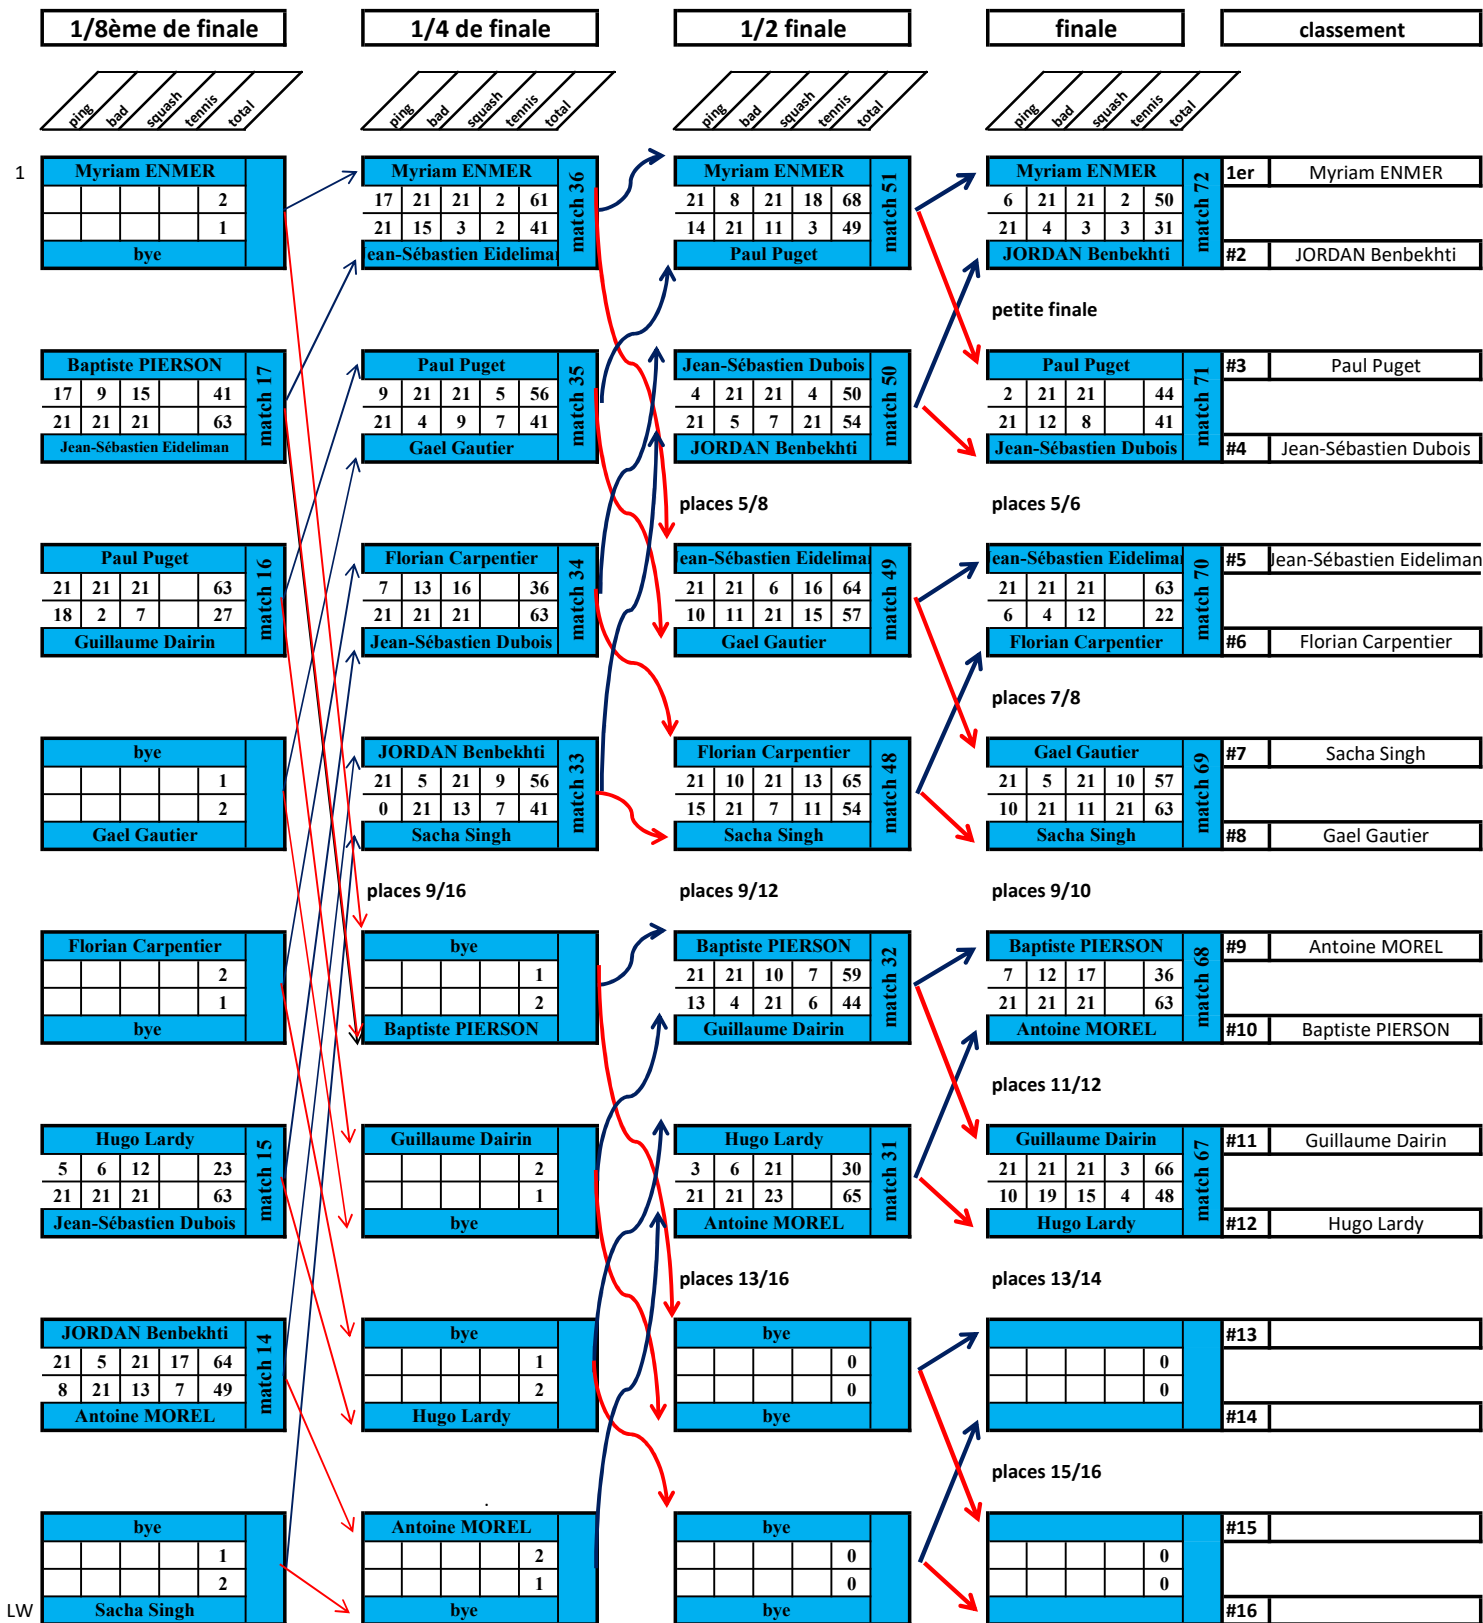 1/8ème de finale 1/4 de finale 1/2 finale finale classement
ping bad squash tennis total ping bad squash tennis total ping bad squash tennis total ping bad squash tennis total
1 Myriam ENMER Myriam ENMER Myriam ENMER Myriam ENMER 1er Myriam ENMER
2 17 21 21 2 61 match 36 21 8 21 18 68 match 51 6 21 21 2 50 match 72
1 21 15 3 2 41 14 21 11 3 49 21 4 3 3 31
bye Jean-Sébastien Eideliman Paul Puget JORDAN Benbekhti #2 JORDAN Benbekhti
petite finale
Baptiste PIERSON Paul Puget Jean-Sébastien Dubois Paul Puget #3 Paul Puget
17 9 15 41 match 17 9 21 21 5 56 match 35 4 21 21 4 50 match 50 2 21 21 44 match 71
21 21 21 63 21 4 9 7 41 21 5 7 21 54 21 12 8 41
Jean-Sébastien Eideliman Gael Gautier JORDAN Benbekhti Jean-Sébastien Dubois #4 Jean-Sébastien Dubois
places 5/8 places 5/6
Paul Puget Florian Carpentier Jean-Sébastien Eideliman Jean-Sébastien Eideliman #5 Jean-Sébastien Eideliman
21 21 21 63 match 16 7 13 16 36 match 34 21 21 6 16 64 match 49 21 21 21 63 match 70
18 2 7 27 21 21 21 63 10 11 21 15 57 6 4 12 22
Guillaume Dairin Jean-Sébastien Dubois Gael Gautier Florian Carpentier #6 Florian Carpentier
places 7/8
bye JORDAN Benbekhti Florian Carpentier Gael Gautier #7 Sacha Singh
1 21 5 21 9 56 match 33 21 10 21 13 65 match 48 21 5 21 10 57 match 69
2 0 21 13 7 41 15 21 7 11 54 10 21 11 21 63
Gael Gautier Sacha Singh Sacha Singh Sacha Singh #8 Gael Gautier
places 9/16 places 9/12 places 9/10
Florian Carpentier bye Baptiste PIERSON Baptiste PIERSON #9 Antoine MOREL
2 1 21 21 10 7 59 match 32 7 12 17 36 match 68
1 2 13 4 21 6 44 21 21 21 63
bye Baptiste PIERSON Guillaume Dairin Antoine MOREL #10 Baptiste PIERSON
places 11/12
Hugo Lardy Guillaume Dairin Hugo Lardy Guillaume Dairin #11 Guillaume Dairin
5 6 12 23 match 15 2 3 6 21 30 match 31 21 21 21 3 66 match 67
21 21 21 63 1 21 21 23 65 10 19 15 4 48
Jean-Sébastien Dubois bye Antoine MOREL Hugo Lardy #12 Hugo Lardy
places 13/16 places 13/14
JORDAN Benbekhti bye bye #13
21 5 21 17 64 match 14 1 0 0
8 21 13 7 49 2 0 0
Antoine MOREL Hugo Lardy bye #14
places 15/16
bye Antoine MOREL bye #15
1 2 0 0
2 1 0 0
LW Sacha Singh bye bye #16